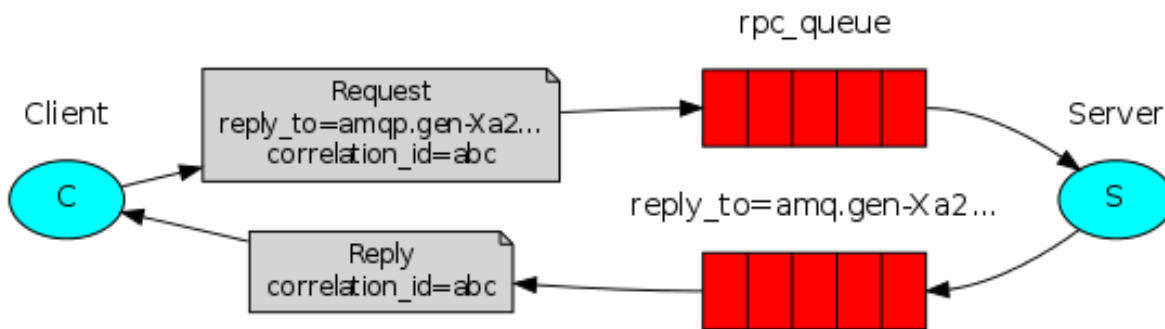 rpc_queue
Client
Request
reply_to=amqp.gen-Xa2...
correlation_id=abc
Server
C
S
reply_to=amq.gen-Xa2...
Reply
correlation_id=abc